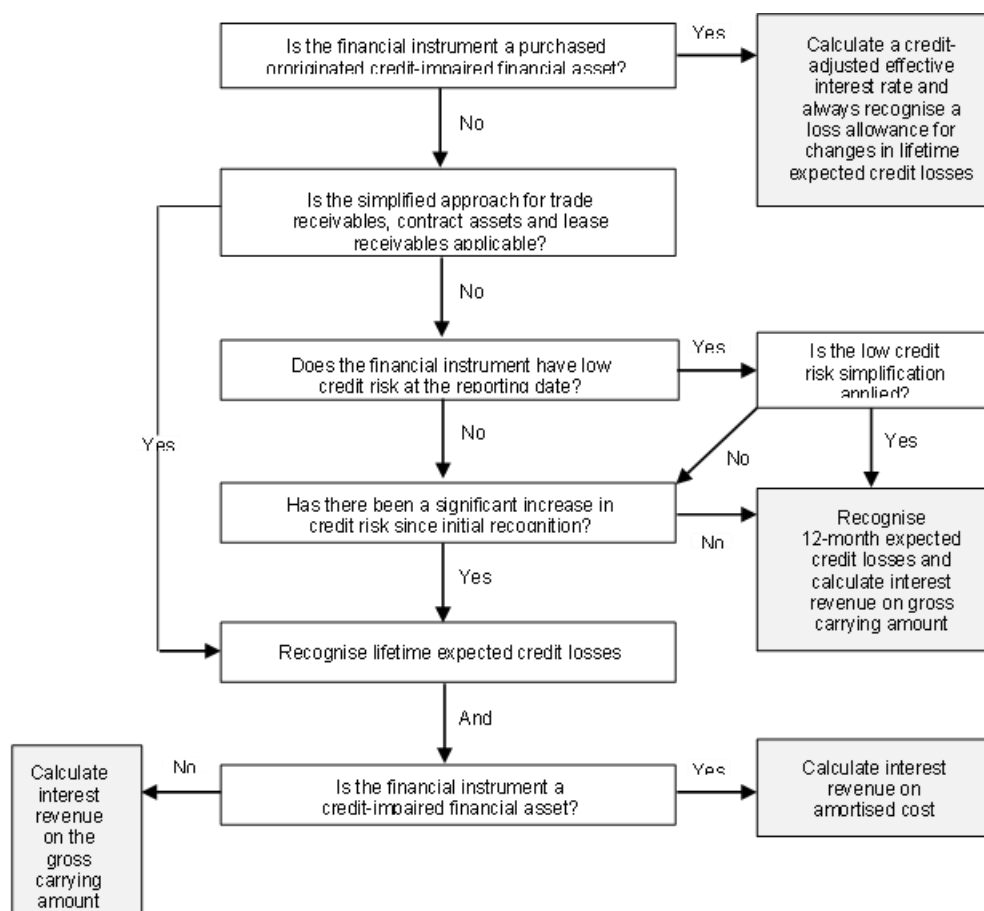 Is the financial instrument a purchased
ororiginated credit-impaired financial asset?
Yes
Calculate a credit-
adjusted effective
interest rate and
always recognise a
loss allowance for
changes in lifetime
expected credit losses
No
Is the simplified approach for trade
receivables, contract assets and lease
receivables applicable?
No
Does the financial instrument have low
credit risk at the reporting date?
Yes
Is the low credit
risk simplification
applied?
Yes
No
No
Yes
Has there been a significant increase in
credit risk since initial recognition?
No
Recognise
12-month expected
credit losses and
calculate interest
revenue on gross
carrying amount
Yes
Recognise lifetime expected credit losses
And
Is the financial instrument a
credit-impaired financial asset?
No
Calculate
interest
revenue
on the
gross
carrying
amount
Yes
Calculate interest
revenue on
amortised cost